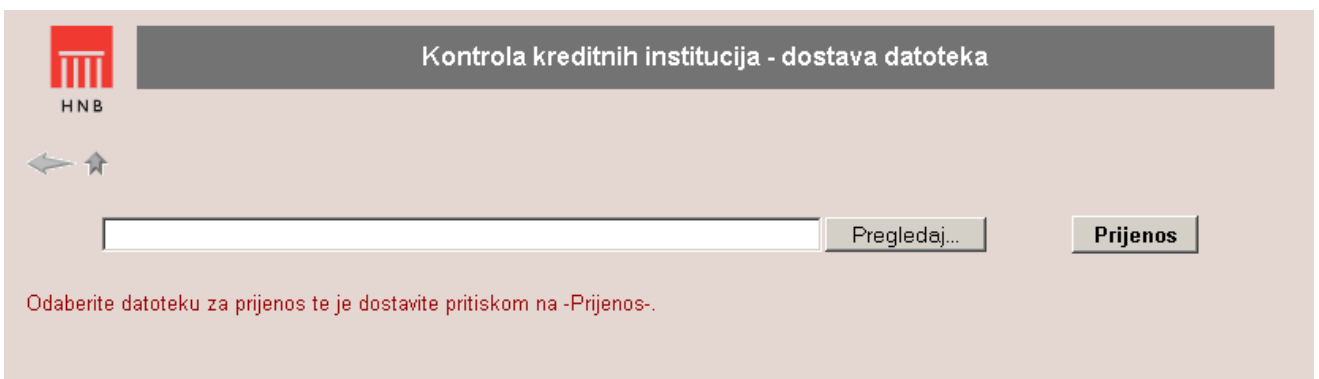 Kontrola kreditnih institucija - dostava datoteka
HNB
Pregledaj...
Prijenos
Odaberite datoteku za prijenos te je dostavite pritiskom na -Prijenos-.